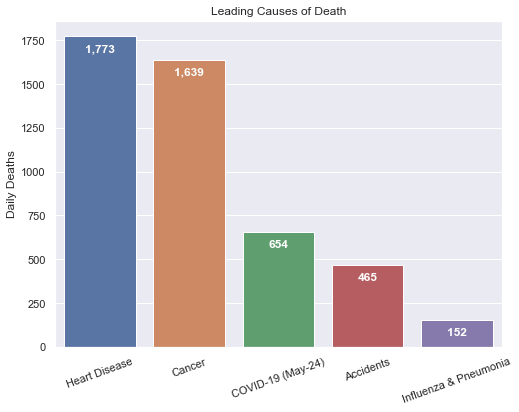 Leading Causes of Death
Daily Deaths
1750
1500
1250
1000
750
500
250
0
1,773
1,639
654
465
152
Heart Disease
Cancer
COVID-19 (May-24)
Accidents
Influenza & Pneumonia